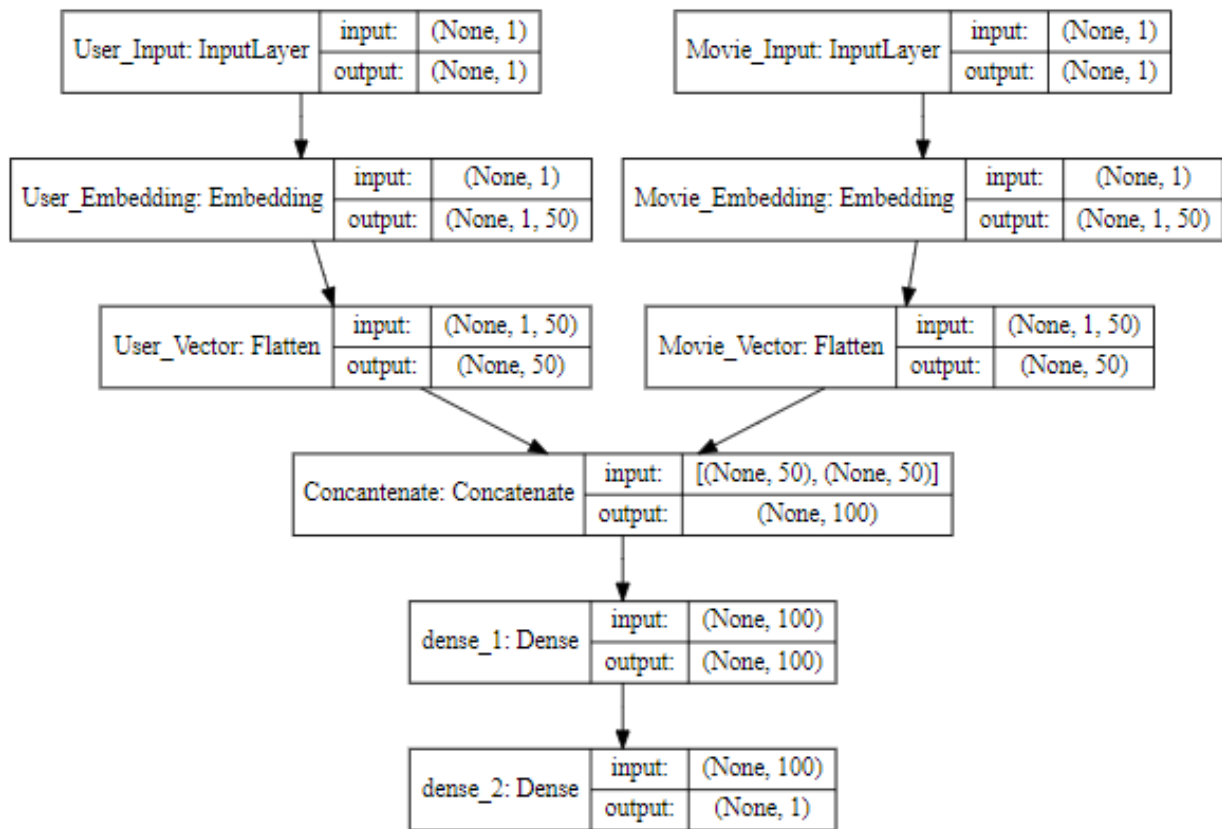 User_Input: InputLayer
input: (None, 1)
output: (None, 1)
Movie_Input: InputLayer
input: (None, 1)
output: (None, 1)
User_Embedding: Embedding
input: (None, 1)
output: (None, 1, 50)
Movie_Embedding: Embedding
input: (None, 1)
output: (None, 1, 50)
User_Vector: Flatten
input: (None, 1, 50)
output: (None, 50)
Movie_Vector: Flatten
input: (None, 1, 50)
output: (None, 50)
Concantenate: Concatenate
input: [(None, 50), (None, 50)]
output: (None, 100)
dense_1: Dense
input: (None, 100)
output: (None, 100)
dense_2: Dense
input: (None, 100)
output: (None, 1)